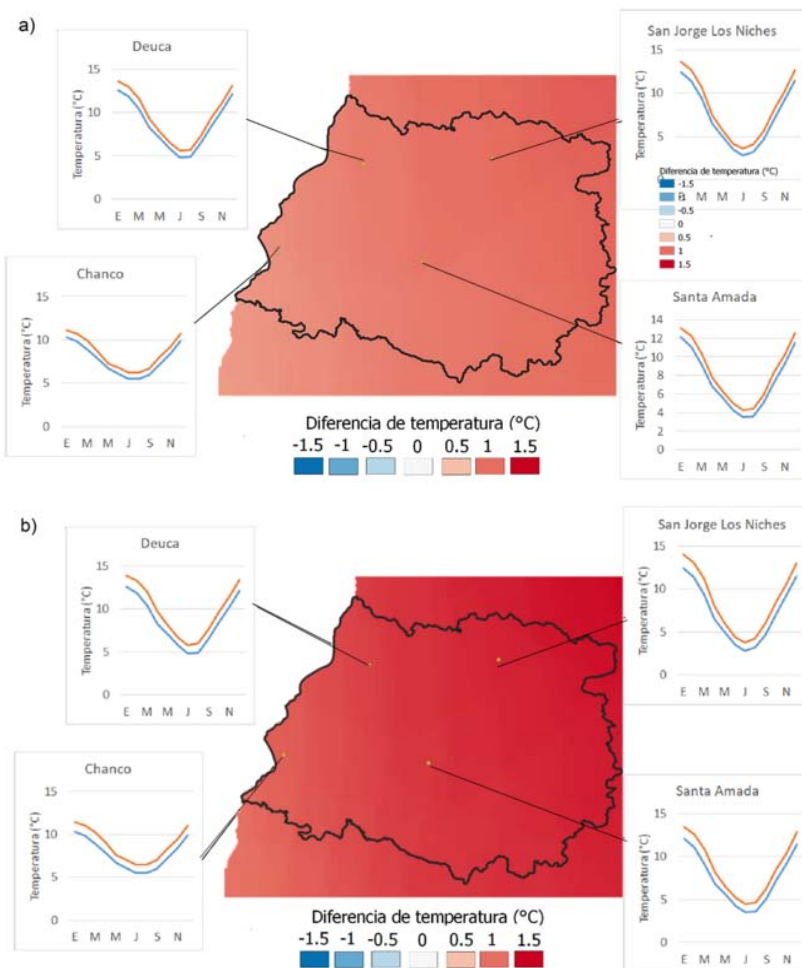 a)
Deuca
Temperatura (°C)
15
10
5
0
E M M J S N
San Jorge Los Niches
Temperatura (°C)
15
10
5
0
M M J S N
Diferencia de temperatura (°C)
-1.5
-0.5
0
0.5
1
1.5
Chanco
Temperatura (°C)
15
10
5
0
E M M J S N
Santa Amada
Temperatura (°C)
14
12
10
8
6
4
2
0
E M M J S N
Diferencia de temperatura (°C)
-1.5 -1 -0.5 0 0.5 1 1.5
b)
Deuca
Temperatura (°C)
15
10
5
0
E M M J S N
San Jorge Los Niches
Temperatura (°C)
15
10
5
0
E M M J S N
Chanco
Temperatura (°C)
15
10
5
0
E M M J S N
Santa Amada
Temperatura (°C)
15
10
5
0
E M M J S N
Diferencia de temperatura (°C)
-1.5 -1 -0.5 0 0.5 1 1.5